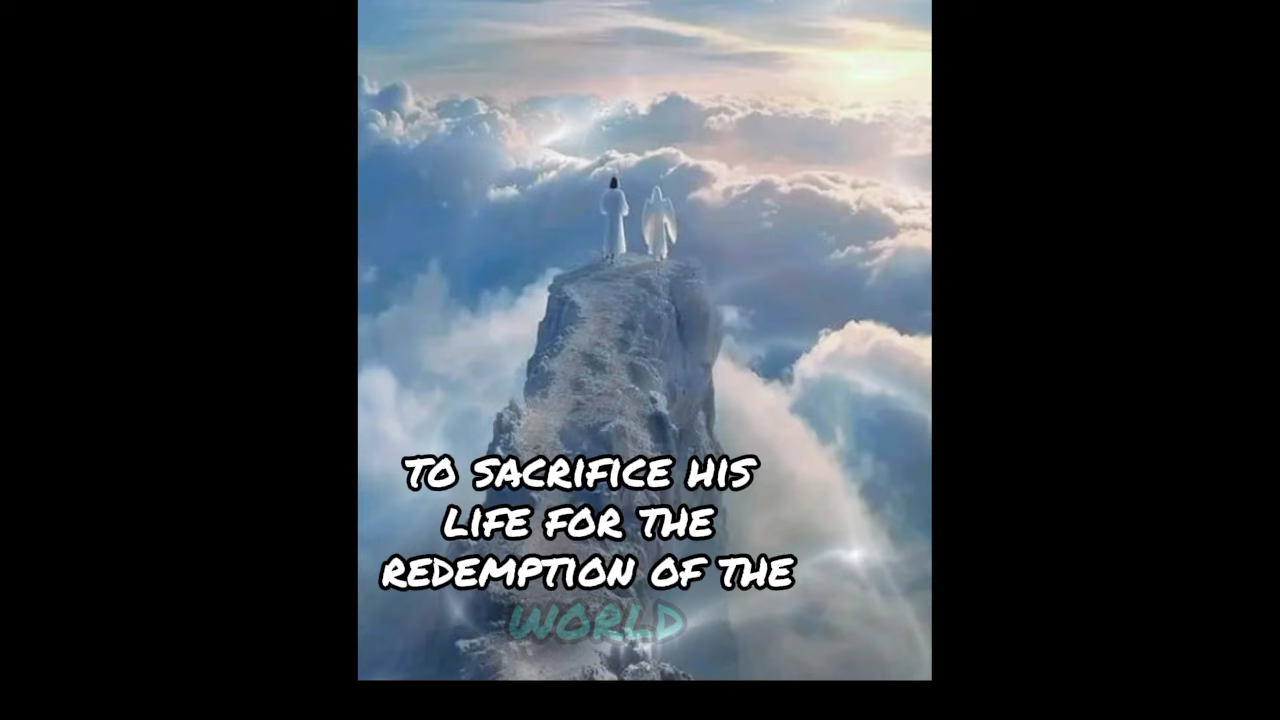 TO SACRIFICE HIS
LIFE FOR THE
REDEMPTION OF THE
WORLD